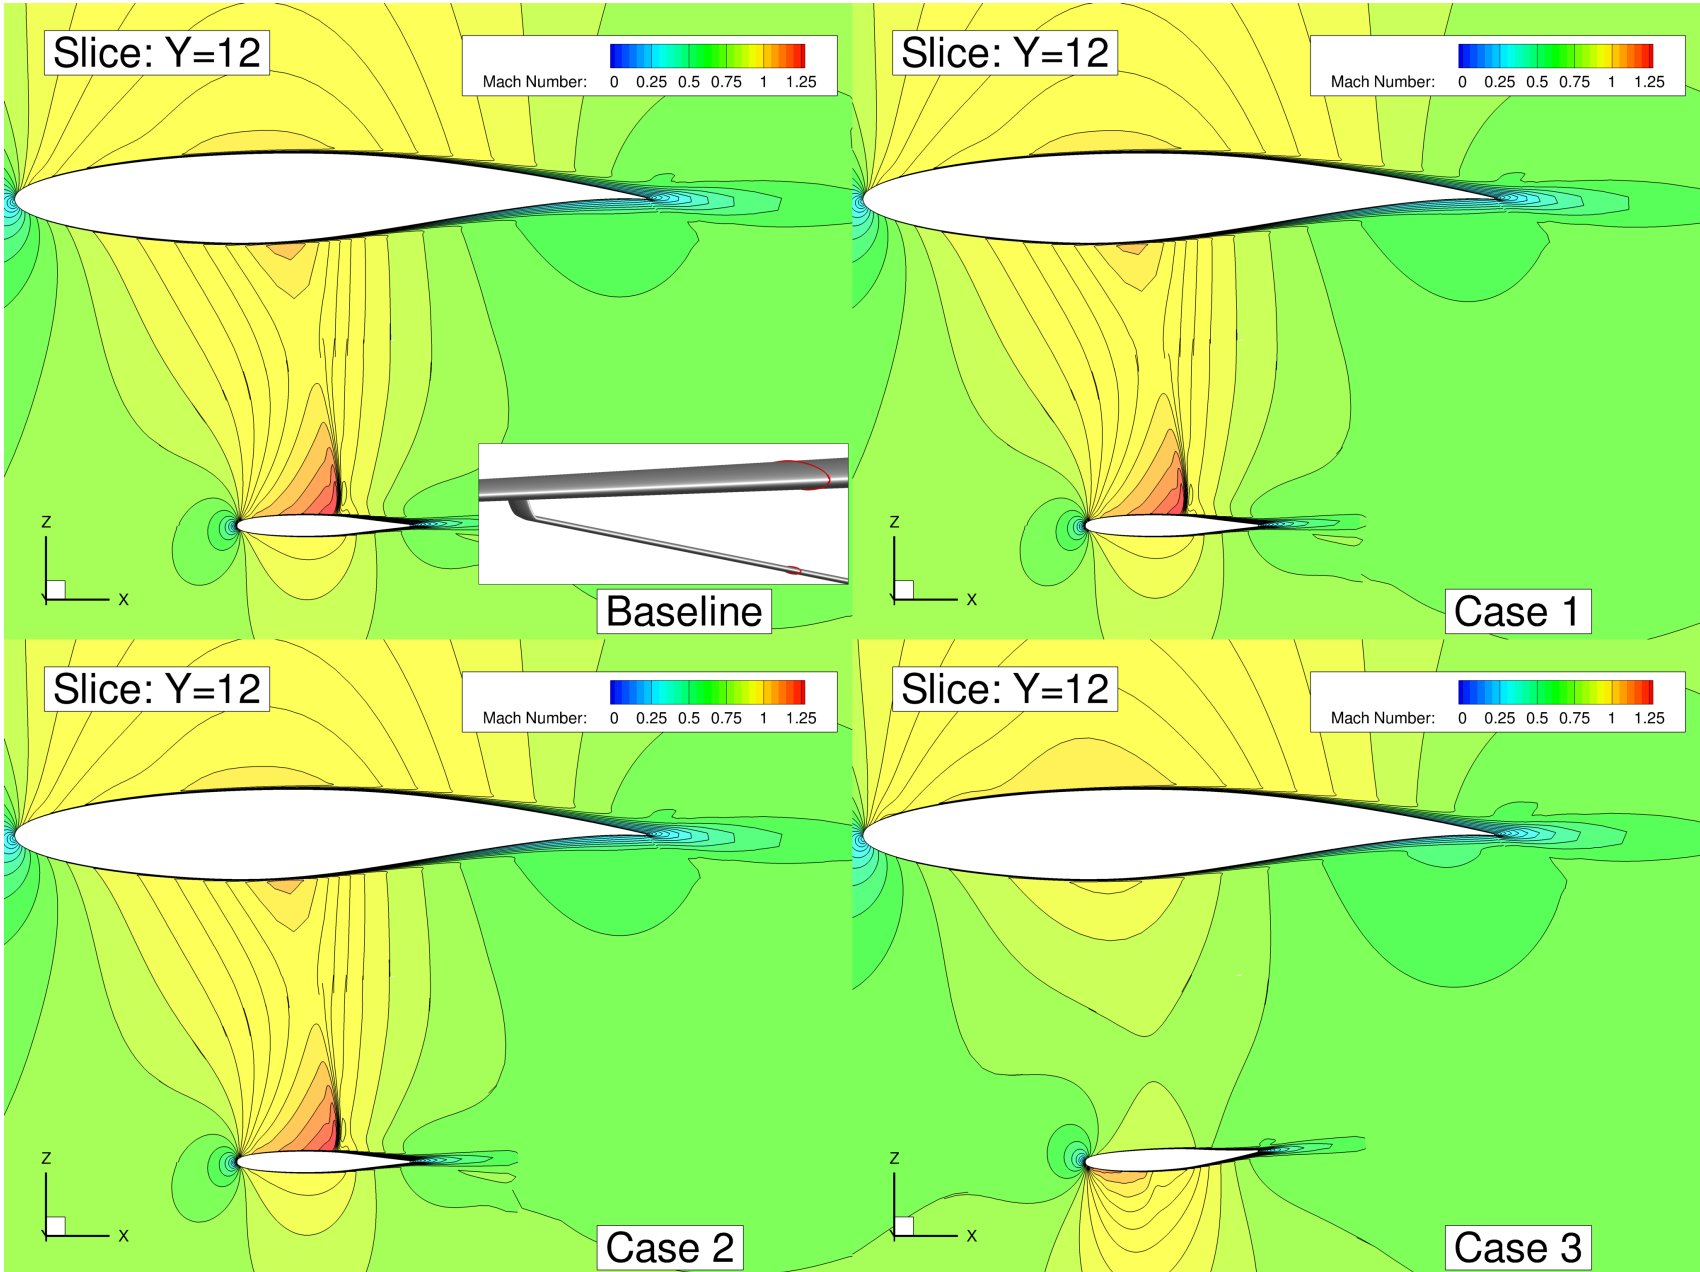 Slice: Y=12
Mach Number: 0 0.25 0.5 0.75 1 1.25
Z
Y
X
Baseline
Slice: Y=12
Mach Number: 0 0.25 0.5 0.75 1 1.25
Z
Y
X
Case 1
Slice: Y=12
Mach Number: 0 0.25 0.5 0.75 1 1.25
Z
Y
X
Case 2
Slice: Y=12
Mach Number: 0 0.25 0.5 0.75 1 1.25
Z
Y
X
Case 3